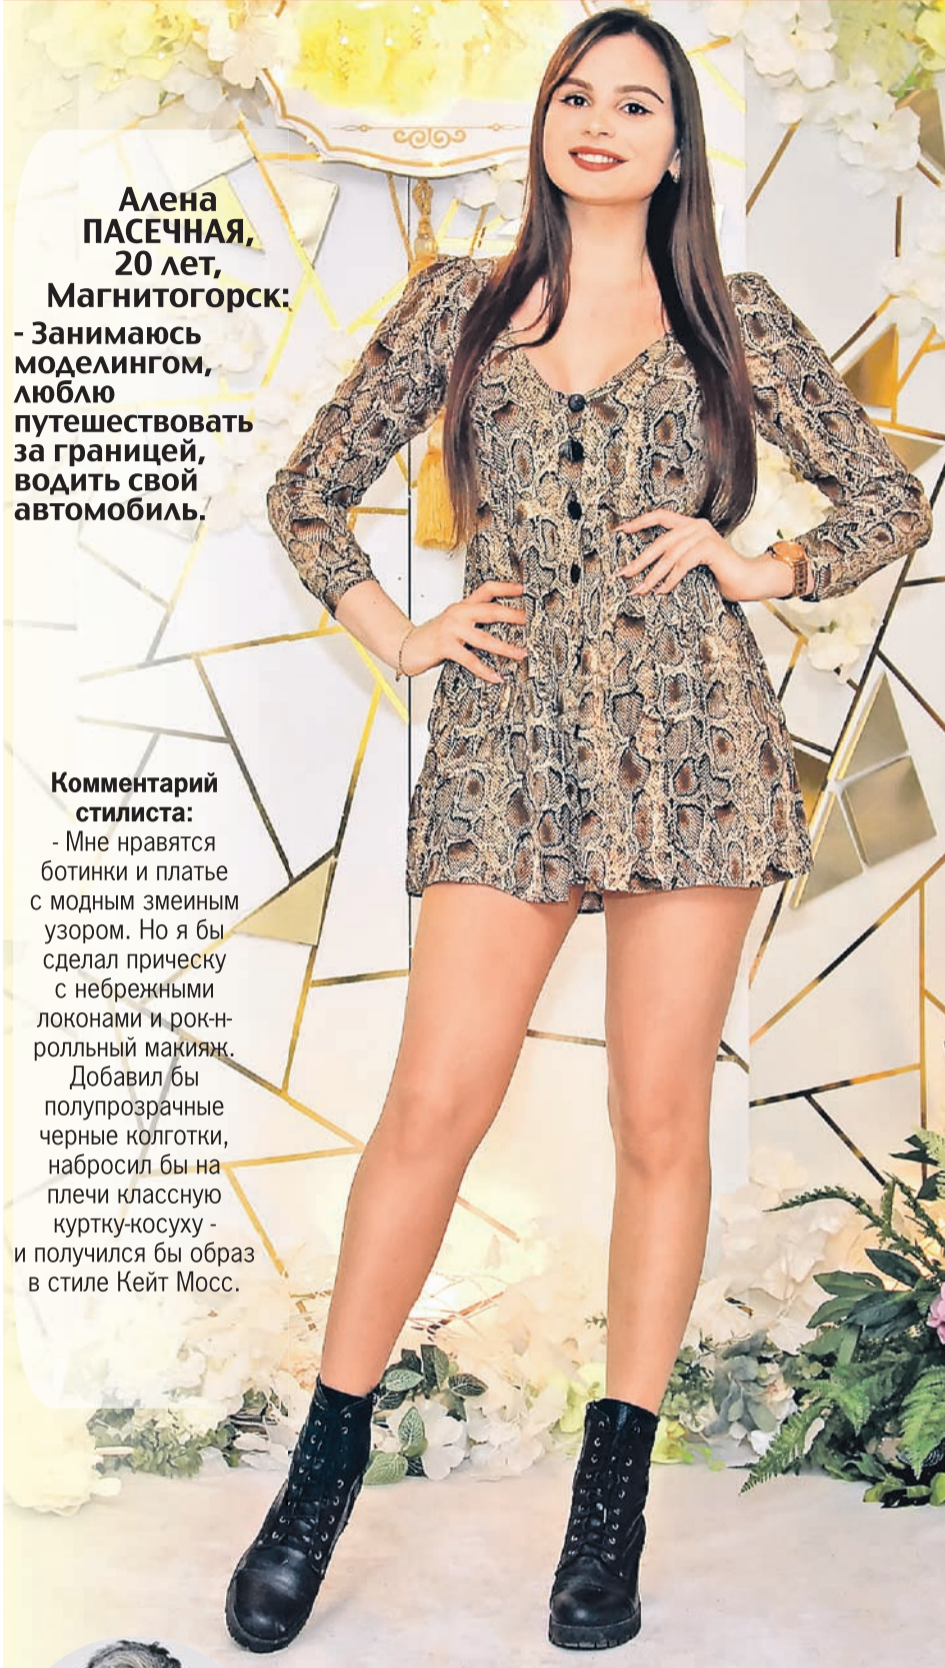 Алена
ПАСЕЧНАЯ,
20 лет,
Магнитогорск:
- Занимаюсь
моделингом,
люблю
путешествовать
за границей,
водить свой
автомобиль.
Комментарий
стилиста:
- Мне нравятся
ботинки и платье
с модным змеиным
узором. Но я бы
сделал прическу
с небрежными
локонами и рок-н-
ролльный макияж.
Добавил бы
полупрозрачные
черные колготки,
набросил бы на
плечи классную
куртку-косуху -
и получился бы образ
в стиле Кейт Мосс.